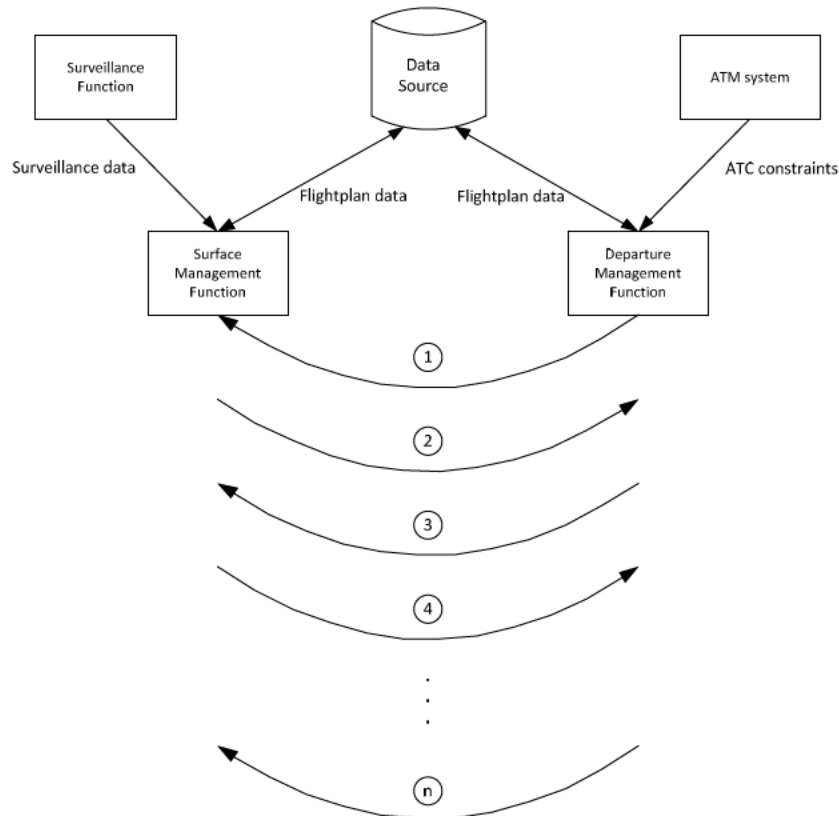 Surveillance
Function
Data
Source
ATM system
Surveillance data
Flightplan data
Flightplan data
ATC constraints
Surface
Management
Function
Departure
Management
Function
1
2
3
4
.
.
.
n